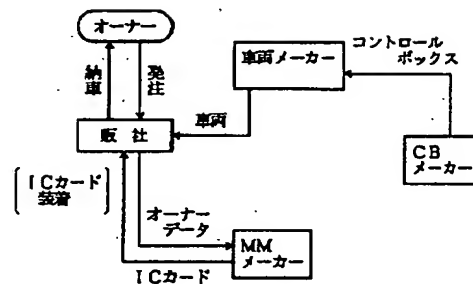 オーナー
納車
発注
車両メーカー
コントロール
ボックス
販 社
車両
CB
メーカー
ICカード
装着
オーナー
データ
MM
メーカー
ICカード